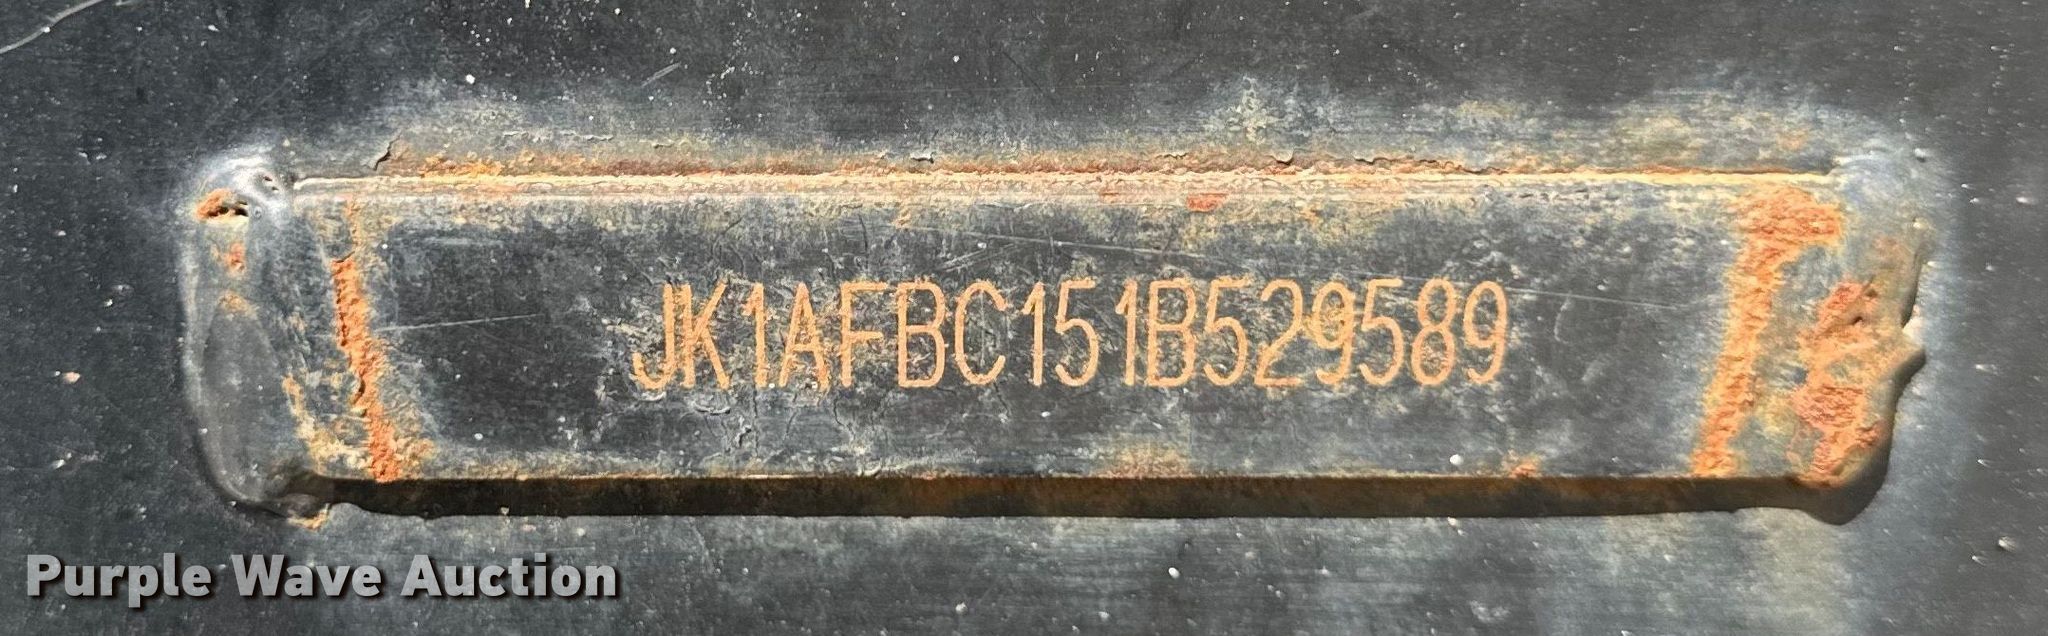 JK1AFBC151B529589
Purple Wave Auction